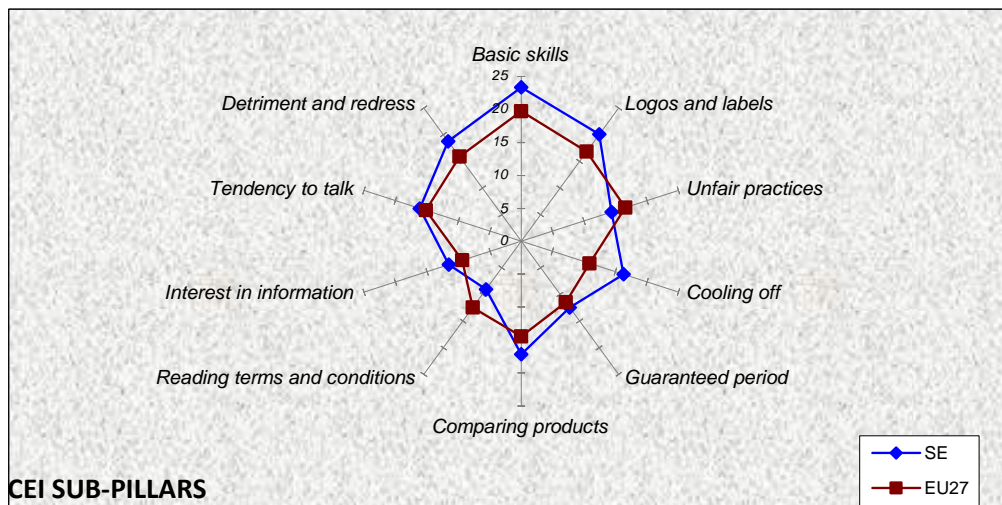 Basic skills
25
Detriment and redress
20
Logos and labels
15
10
Tendency to talk
Unfair practices
5
0
Interest in information
Cooling off
Reading terms and conditions
Guaranteed period
Comparing products
SE
EU27
CEI SUB-PILLARS